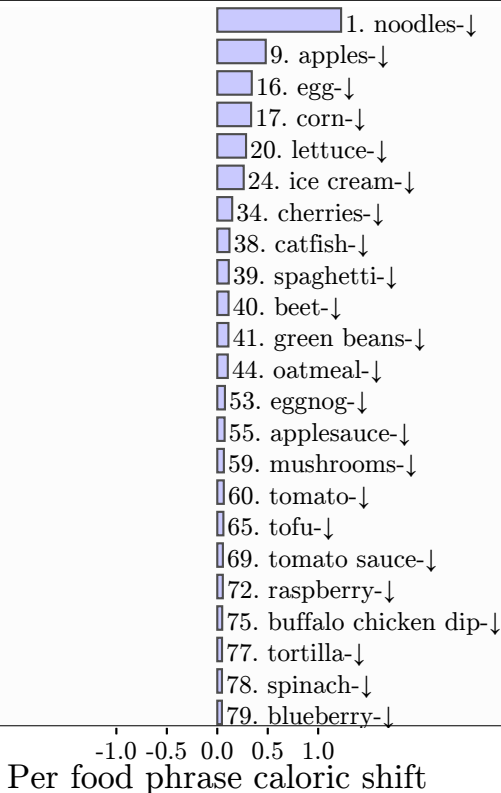 1. noodles-↓
9. apples-↓
16. egg-↓
17. corn-↓
20. lettuce-↓
24. ice cream-↓
34. cherries-↓
38. catfish-↓
39. spaghetti-↓
40. beet-↓
41. green beans-↓
44. oatmeal-↓
53. eggnog-↓
55. applesauce-↓
59. mushrooms-↓
60. tomato-↓
65. tofu-↓
69. tomato sauce-↓
72. raspberry-↓
75. buffalo chicken dip-↓
77. tortilla-↓
78. spinach-↓
79. blueberry-↓
-1.0 -0.5 0.0 0.5 1.0
Per food phrase caloric shift